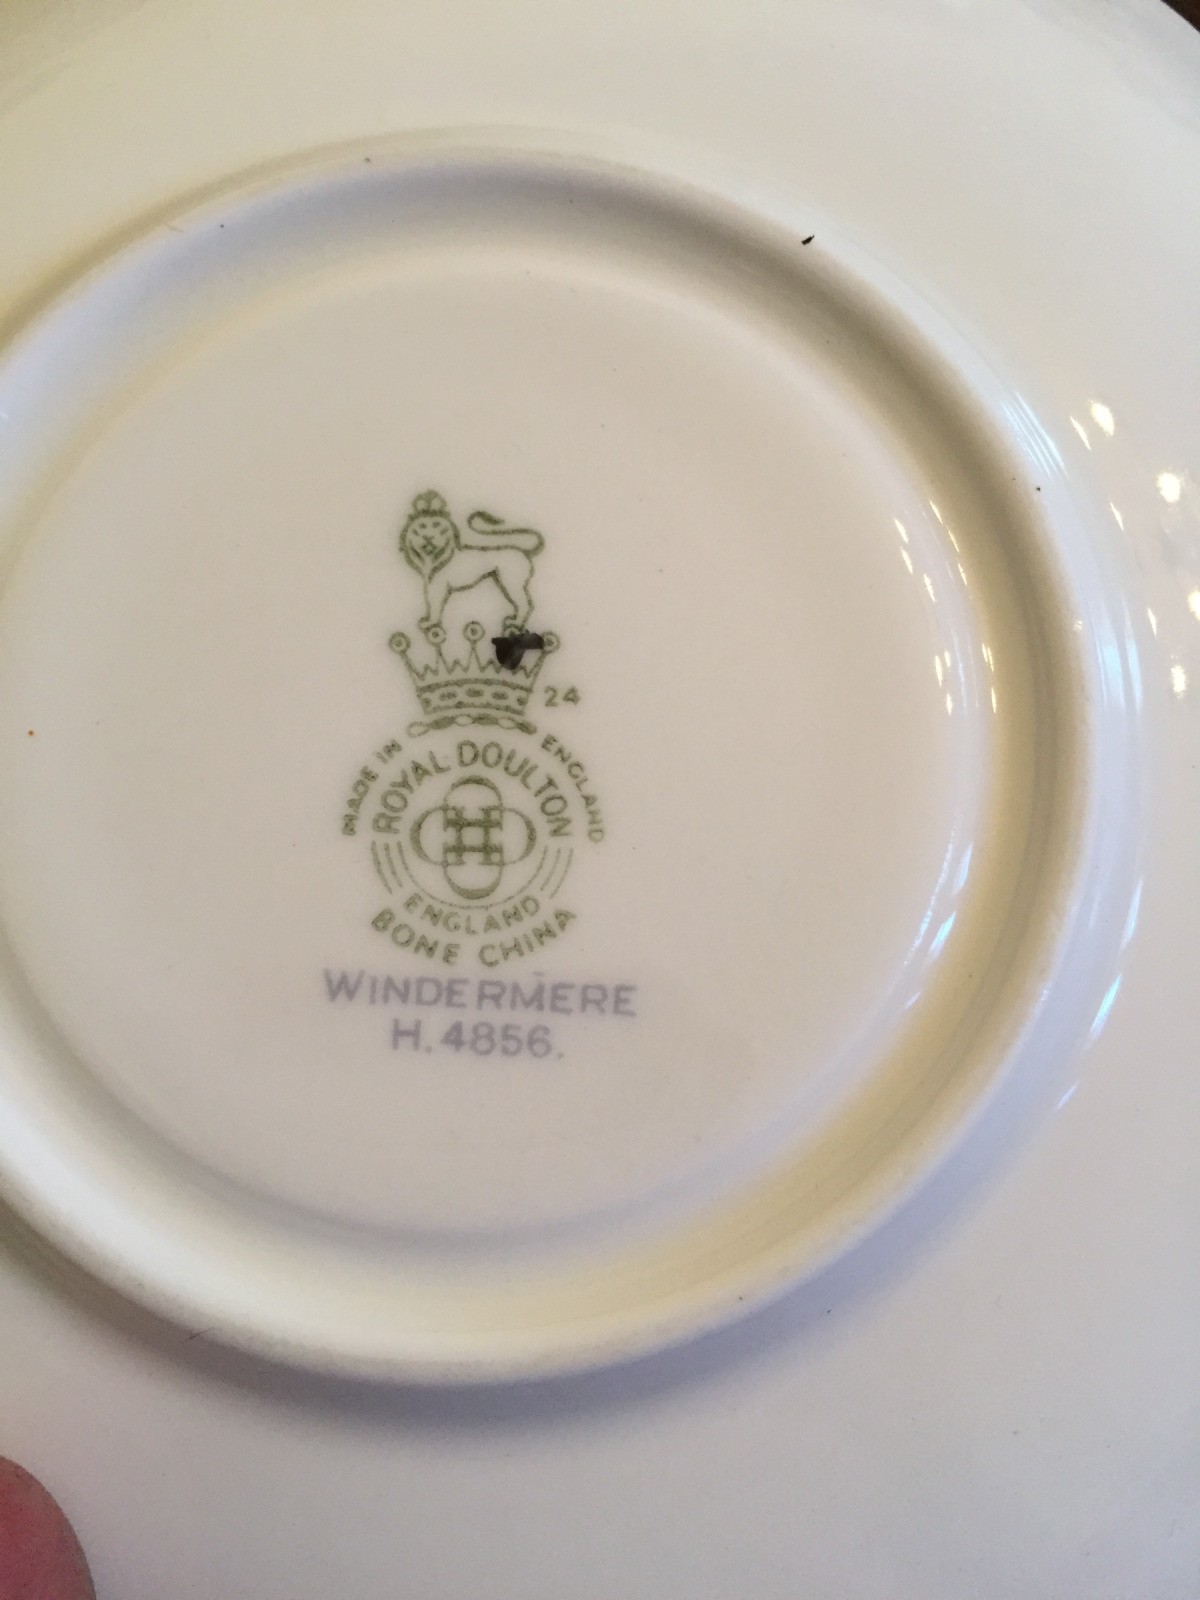 24
MADE IN ENGLAND
ROYAL DOULTON
ENGLAND
BONE CHINA
WINDERMERE
H.4856.